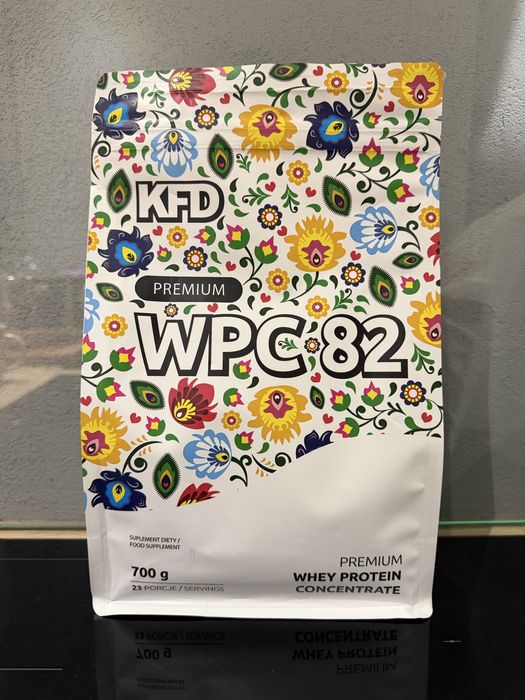 KFD
PREMIUM
WPC 82
SUPLEMENT DIETY /
FOOD SUPPLEMENT
700 g
23 PORCJE / SERVINGS
PREMIUM
WHEY PROTEIN
CONCENTRATE